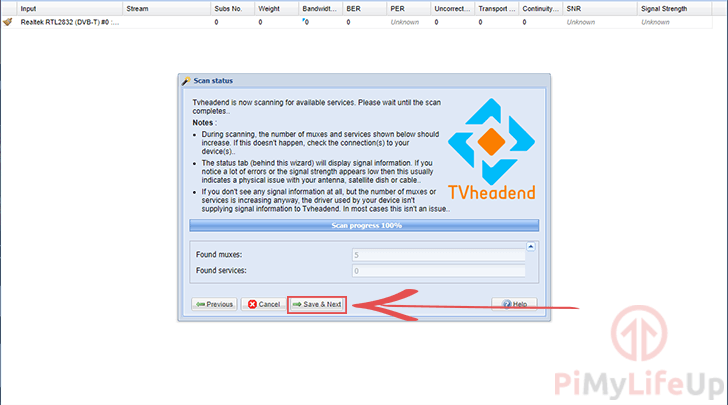 Input Stream Subs No. Weight Bandwidt... BER PER Uncorrect... Transport ... Continuity... SNR Signal Strength
Realtek RTL2832 (DVB-T) #0 :... 0 0 0 0 Unknown 0 0 0 Unknown Unknown
Scan status
Tvheadend is now scanning for available services. Please wait until the scan
completes..
Notes :
• During scanning, the number of muxes and services shown below should
increase. If this doesn't happen, check the connection(s) to your
device(s)..
• The status tab (behind this wizard) will display signal information. If you
notice a lot of errors or the signal strength appears low then this usually
indicates a physical issue with your antenna, satellite dish or cable..
• If you don't see any signal information at all, but the number of muxes or
services is increasing anyway, the driver used by your device isn't
supplying signal information to Tvheadend. In most cases this isn't an issue..
TVheadend
Scan progress 100%
Found muxes: 5
Found services: 0
Previous Cancel Save & Next Help
PiMyLifeUp